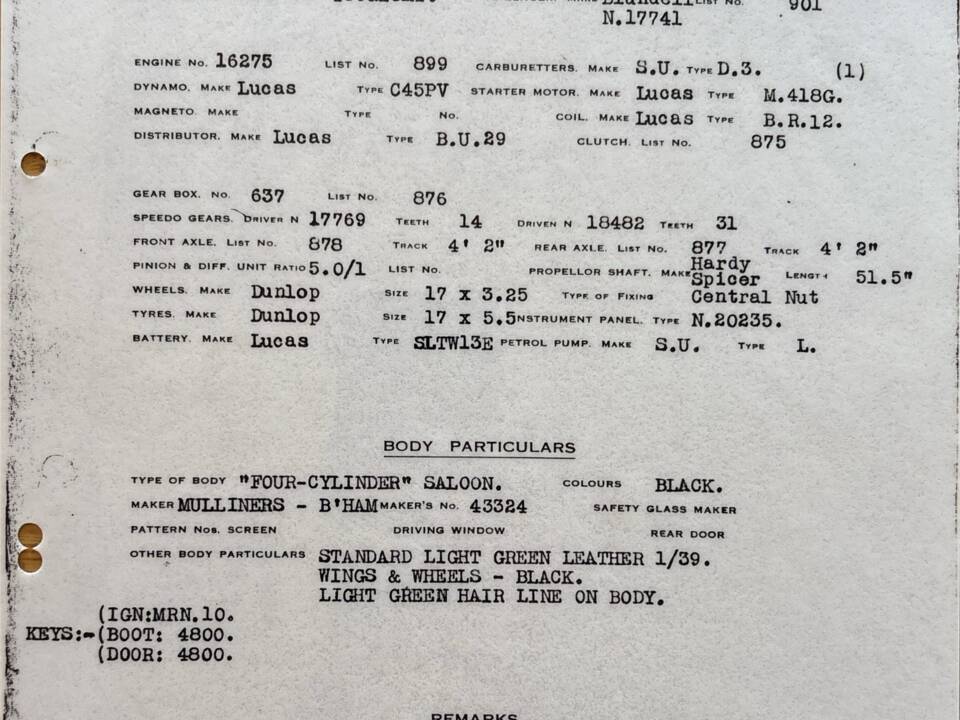 LIST No. 901
N.17741
ENGINE No. 16275 LIST No. 899 CARBURETTERS. MAKE S.U. TYPE D.3. (1)
DYNAMO. MAKE Lucas TYPE C45PV STARTER MOTOR. MAKE Lucas TYPE M.418G.
MAGNETO MAKE TYPE No. COIL. MAKE Lucas TYPE B.R.12.
DISTRIBUTOR. MAKE Lucas TYPE B.U.29 CLUTCH. LIST No. 875
GEAR BOX. No. 637 LIST No. 876
SPEEDO GEARS. DRIVER N 17769 TEETH 14 DRIVEN N 18482 TEETH 31
FRONT AXLE. LIST No. 878 TRACK 4' 2" REAR AXLE. LIST No. 877 TRACK 4' 2"
PINION & DIFF. UNIT RATIO 5.0/1 LIST No. PROPELLOR SHAFT. MAKE Hardy Spicer LENGTH 51.5"
WHEELS. MAKE Dunlop SIZE 17 x 3.25 TYPE OF FIXING Central Nut
TYRES. MAKE Dunlop SIZE 17 x 5.5 NSTRUMENT PANEL. TYPE N.20235.
BATTERY. MAKE Lucas TYPE SLTW13E PETROL PUMP. MAKE S.U. TYPE L.
BODY PARTICULARS
TYPE OF BODY "FOUR-CYLINDER" SALOON. COLOURS BLACK.
MAKER MULLINERS - B'HAM MAKER'S No. 43324 SAFETY GLASS MAKER
PATTERN Nos. SCREEN DRIVING WINDOW REAR DOOR
OTHER BODY PARTICULARS STANDARD LIGHT GREEN LEATHER 1/39.
WINGS & WHEELS - BLACK.
LIGHT GREEN HAIR LINE ON BODY.
(IGN:MRN.10.
KEYS:-(BOOT: 4800.
(DOOR: 4800.
REMARKS